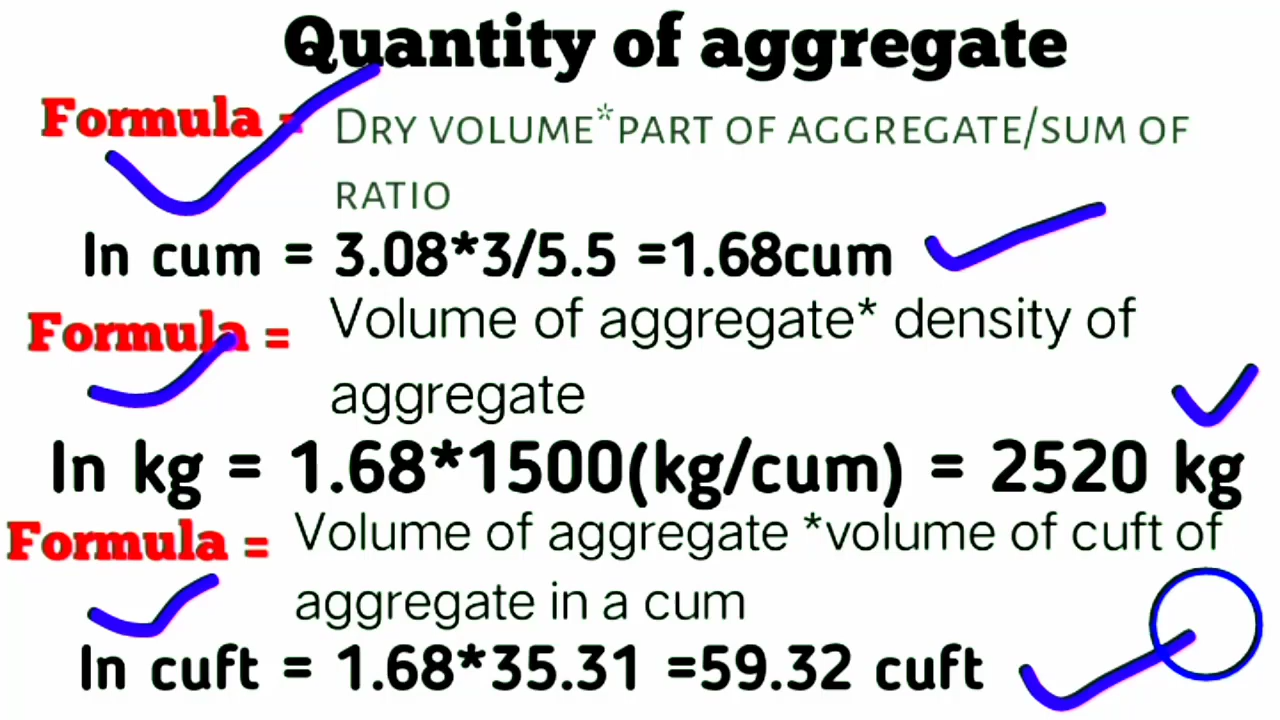 Quantity of aggregate
Formula = DRY VOLUME*PART OF AGGREGATE/SUM OF
RATIO
In cum = 3.08*3/5.5 =1.68cum
Formula = Volume of aggregate* density of
aggregate
In kg = 1.68*1500(kg/cum) = 2520 kg
Formula = Volume of aggregate *volume of cuft of
aggregate in a cum
In cuft = 1.68*35.31 =59.32 cuft